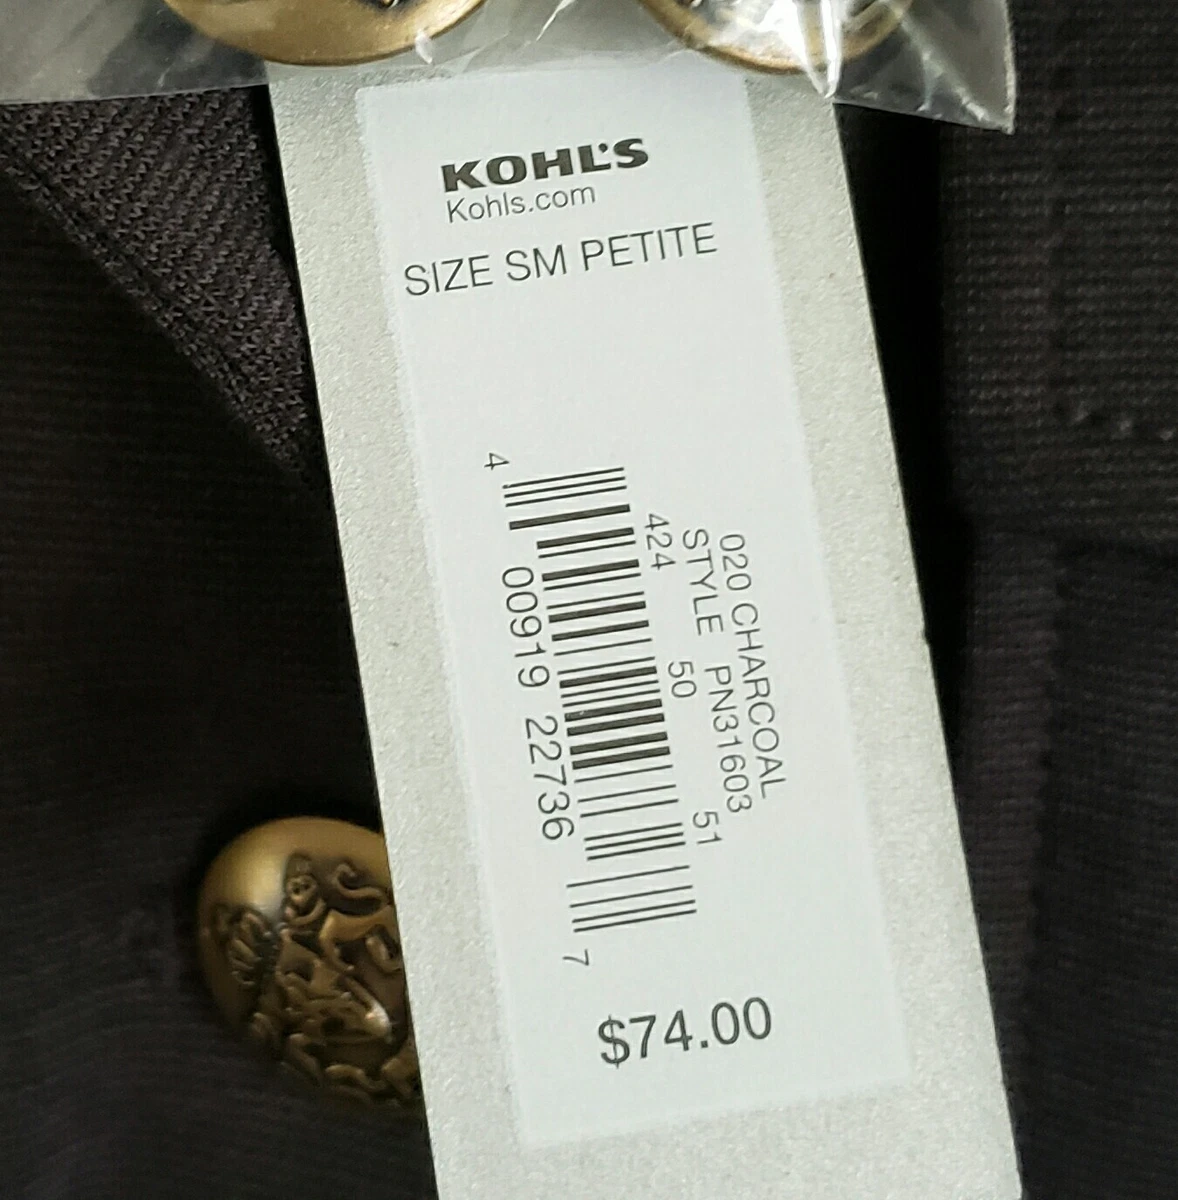 KOHL'S
Kohls.com
SIZE SM PETITE
020 CHARCOAL
STYLE PN31603
424 50 51
4 00919 22736 7
$74.00